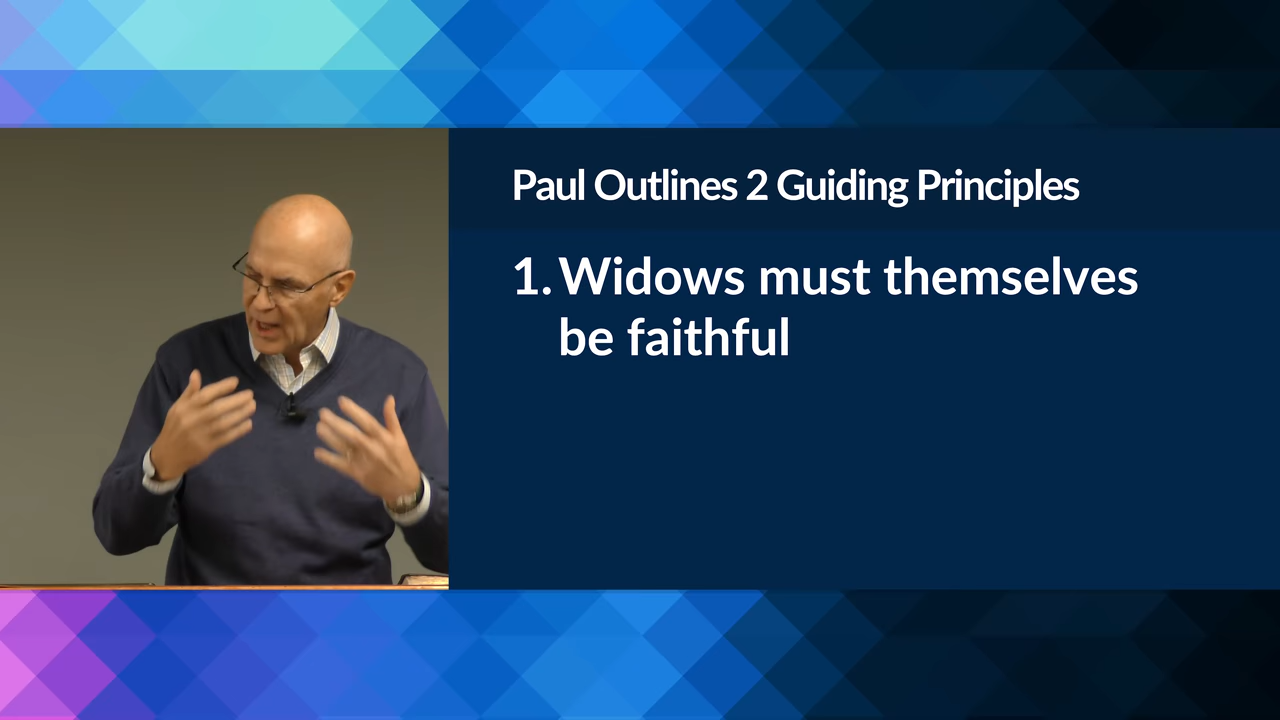 Paul Outlines 2 Guiding Principles
1. Widows must themselves
be faithful